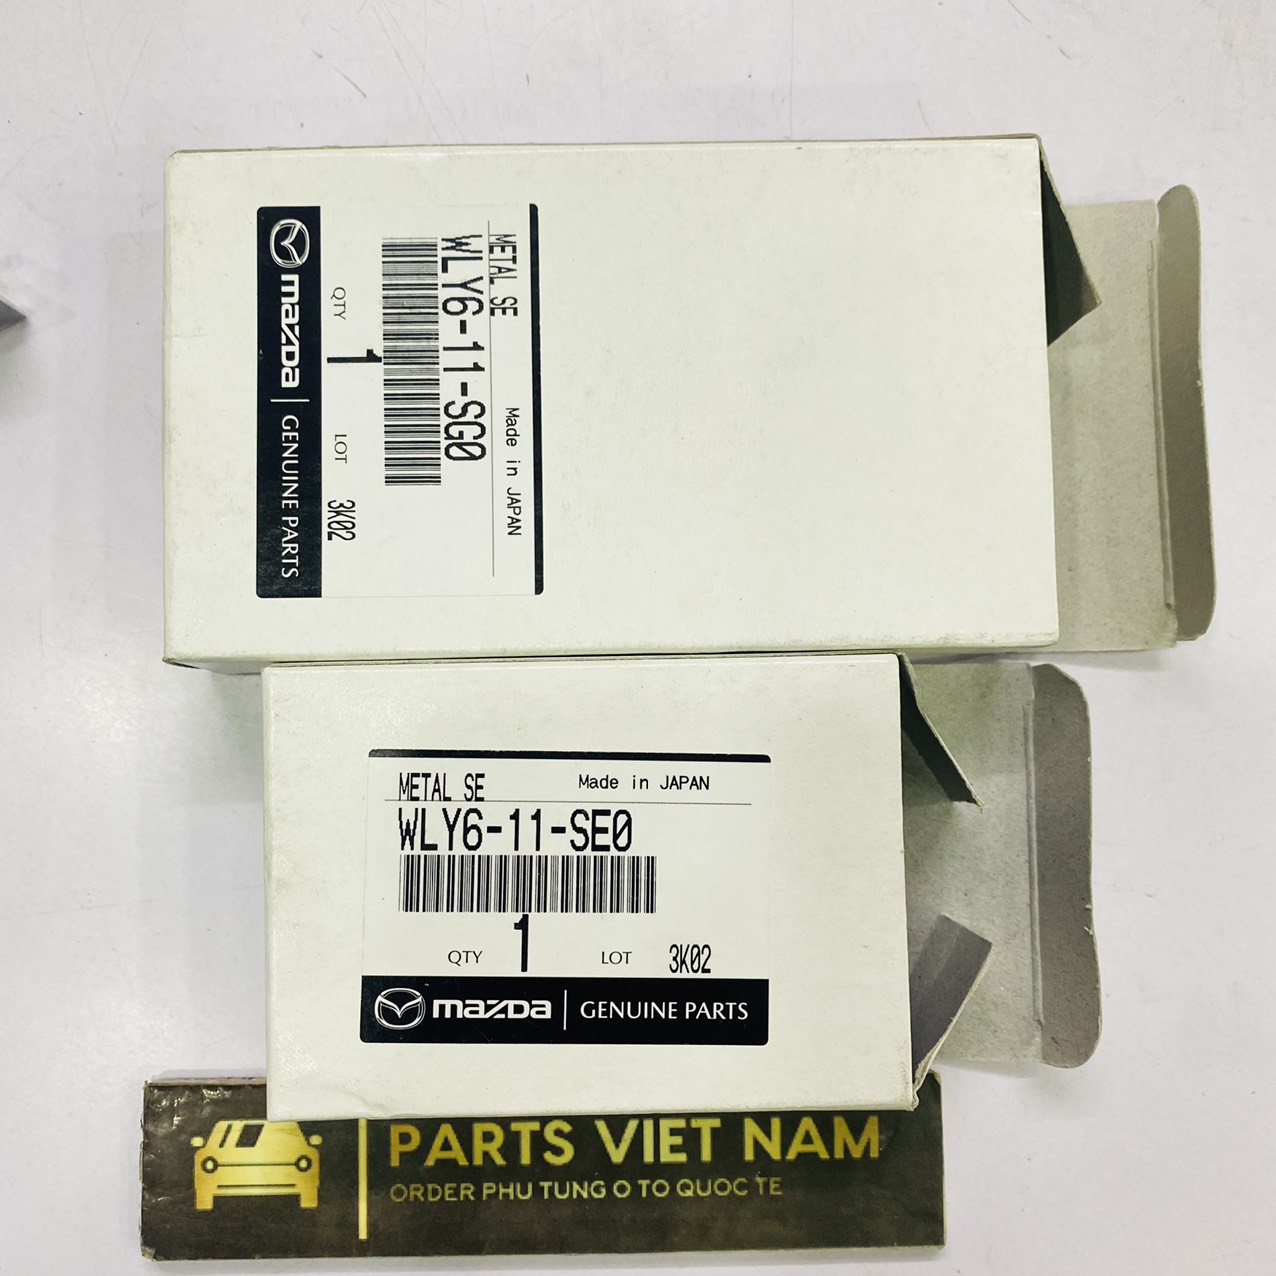 METAL SE
Made in JAPAN
WLY6-11-SG0
QTY 1 LOT 3K02
mazda | GENUINE PARTS
METAL SE Made in JAPAN
WLY6-11-SE0
QTY 1 LOT 3K02
mazda | GENUINE PARTS
PARTS VIET NAM
ORDER PHU TUNG O TO QUOC TE